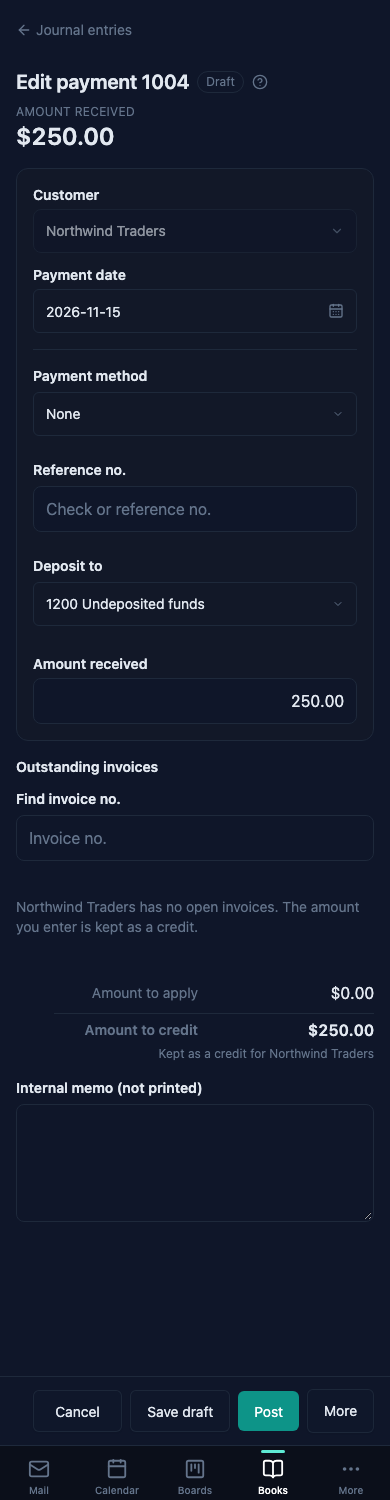 Journal entries
Edit payment 1004 Draft
AMOUNT RECEIVED
$250.00
Customer
Northwind Traders
Payment date
2026-11-15
Payment method
None
Reference no.
Check or reference no.
Deposit to
1200 Undeposited funds
Amount received
250.00
Outstanding invoices
Find invoice no.
Invoice no.
Northwind Traders has no open invoices. The amount
you enter is kept as a credit.
Amount to apply $0.00
Amount to credit $250.00
Kept as a credit for Northwind Traders
Internal memo (not printed)
Cancel Save draft Post More
Mail Calendar Boards Books More